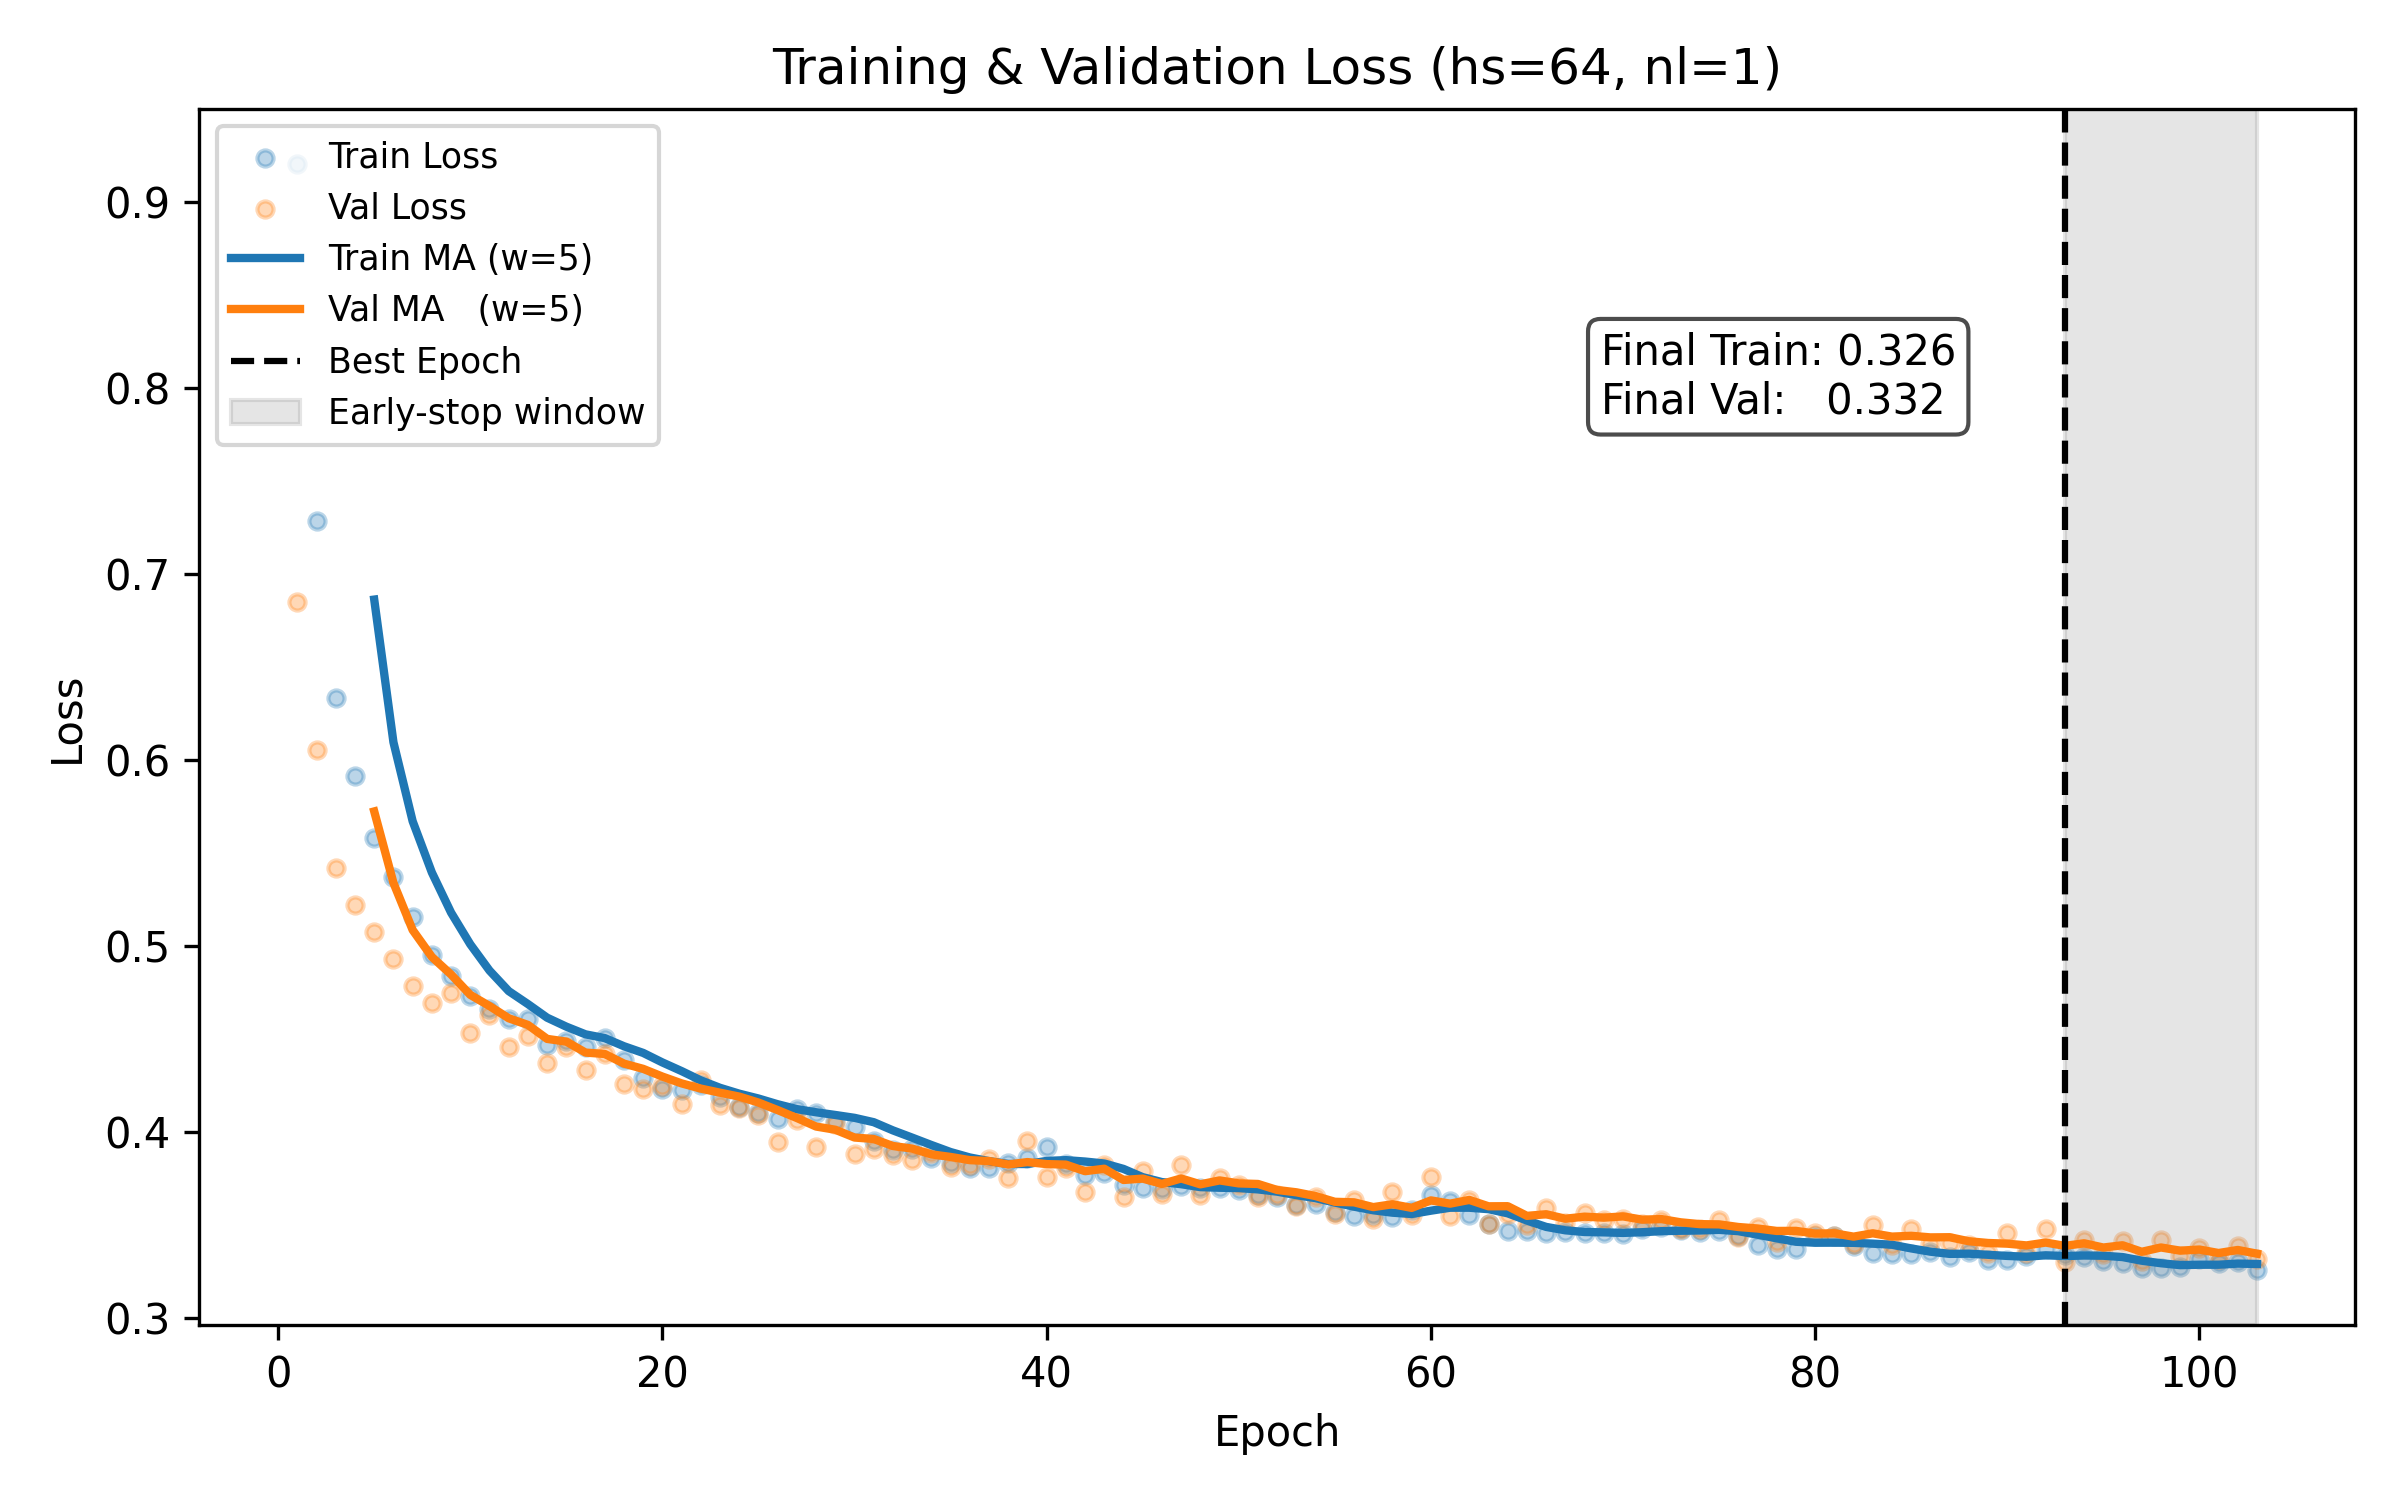 Training & Validation Loss (hs=64, nl=1)
Train Loss
Val Loss
Train MA (w=5)
Val MA   (w=5)
Best Epoch
Early-stop window
Final Train: 0.326
Final Val:   0.332
Loss
0.9
0.8
0.7
0.6
0.5
0.4
0.3
0
20
40
60
80
100
Epoch